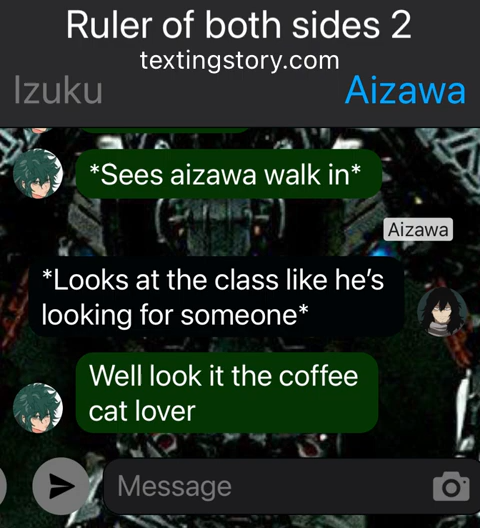 Ruler of both sides 2
textingstory.com
Izuku
Aizawa
*Sees aizawa walk in*
Aizawa
*Looks at the class like he's
looking for someone*
Well look it the coffee
cat lover
Message